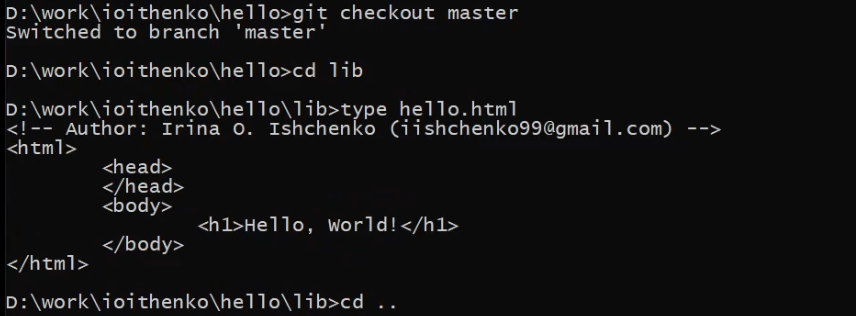 D:\work\ioithenko\hello>git checkout master
Switched to branch 'master'
D:\work\ioithenko\hello>cd lib
D:\work\ioithenko\hello\lib>type hello.html
<!-- Author: Irina O. Ishchenko (iishchenko99@gmail.com) -->
<html>
        <head>
        </head>
        <body>
                <h1>Hello, World!</h1>
        </body>
</html>
D:\work\ioithenko\hello\lib>cd ..